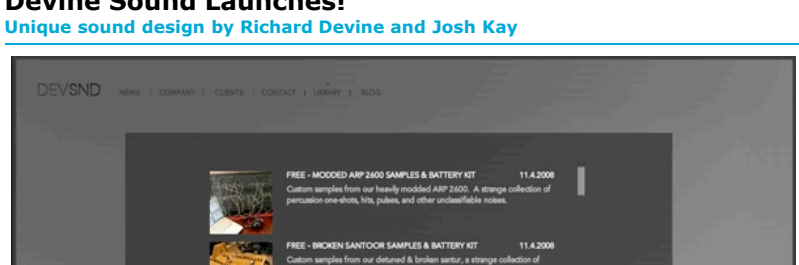 Devine Sound Launches!
Unique sound design by Richard Devine and Josh Kay
DEVSND NEWS | COMPANY | CLIENTS | CONTACT | LIBRARY | BLOG
FREE - MODDED ARP 2600 SAMPLES & BATTERY KIT 11.4.2008
Custom samples from our heavily modded ARP 2600. A strange collection of
percussion one-shots, hits, pulses, and other unclassifiable noises.
FREE - BROKEN SANTOOR SAMPLES & BATTERY KIT 11.4.2008
Custom samples from our detuned & broken santur, a strange collection of